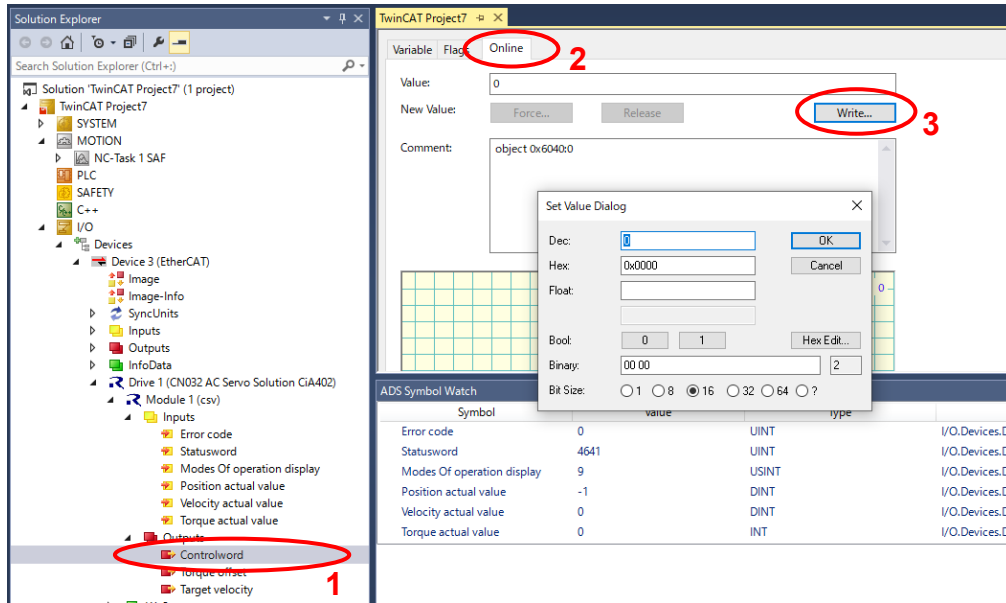 Solution Explorer
Search Solution Explorer (Ctrl+:)
Solution 'TwinCAT Project7' (1 project)
TwinCAT Project7
SYSTEM
MOTION
NC-Task 1 SAF
PLC
SAFETY
C++
I/O
Devices
Device 3 (EtherCAT)
Image
Image-Info
SyncUnits
Inputs
Outputs
InfoData
Drive 1 (CN032 AC Servo Solution CiA402)
Module 1 (csv)
Inputs
Error code
Statusword
Modes Of operation display
Position actual value
Velocity actual value
Torque actual value
Outputs
Controlword
1
Torque offset
Target velocity
TwinCAT Project7
Variable Flags Online
2
Value: 0
New Value: Force... Release Write...
3
Comment: object 0x6040:0
Set Value Dialog
Dec: 0 OK
Hex: 0x0000 Cancel
Float:
Bool: 0 1 Hex Edit...
Binary: 00 00 2
Bit Size: 1 8 16 32 64 ?
0
ADS Symbol Watch
Symbol Value Type
Error code 0 UINT I/O.Devices.D
Statusword 4641 UINT I/O.Devices.D
Modes Of operation display 9 USINT I/O.Devices.D
Position actual value -1 DINT I/O.Devices.D
Velocity actual value 0 DINT I/O.Devices.D
Torque actual value 0 INT I/O.Devices.D